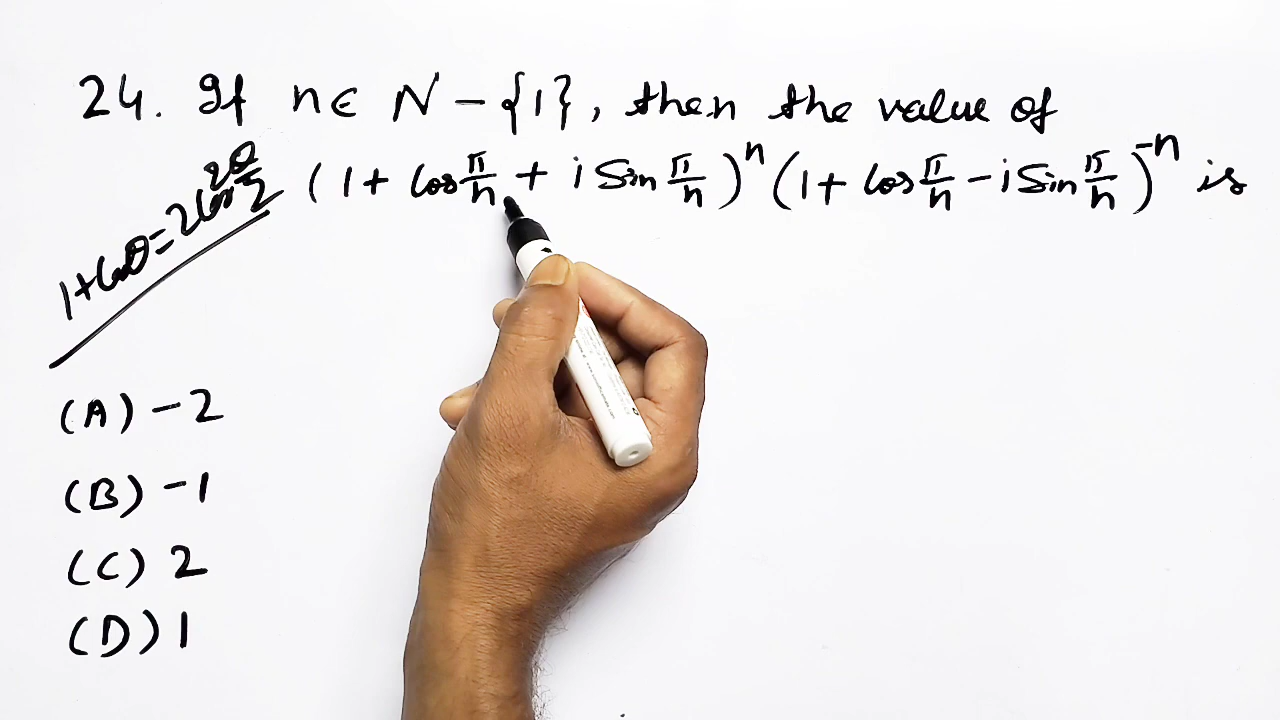 24. If n ∈ N - {1}, then the value of
(1 + Cos π/n + i Sin π/n)^n (1 + Cos π/n - i Sin π/n)^-n is
1+Cosθ = 2Cos²θ/2
(A) -2
(B) -1
(C) 2
(D) 1